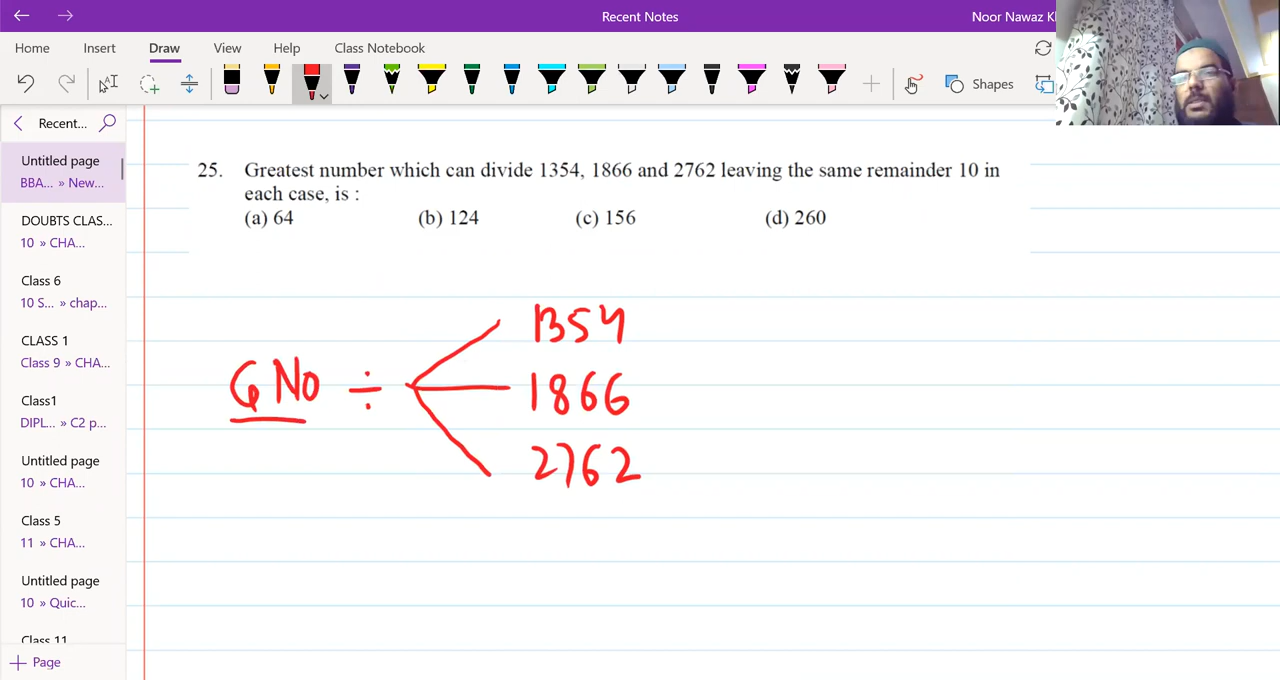 Recent Notes
Noor Nawaz Kh
Home Insert Draw View Help Class Notebook
Shapes
Recent...
Untitled page
BBA... » New...
DOUBTS CLAS...
10 » CHA...
Class 6
10 S... » chap...
CLASS 1
Class 9 » CHA...
Class1
DIPL... » C2 p...
Untitled page
10 » CHA...
Class 5
11 » CHA...
Untitled page
10 » Quic...
Class 11
Page
25. Greatest number which can divide 1354, 1866 and 2762 leaving the same remainder 10 in
each case, is :
(a) 64 (b) 124 (c) 156 (d) 260
1354
G No ÷ 1866
2762